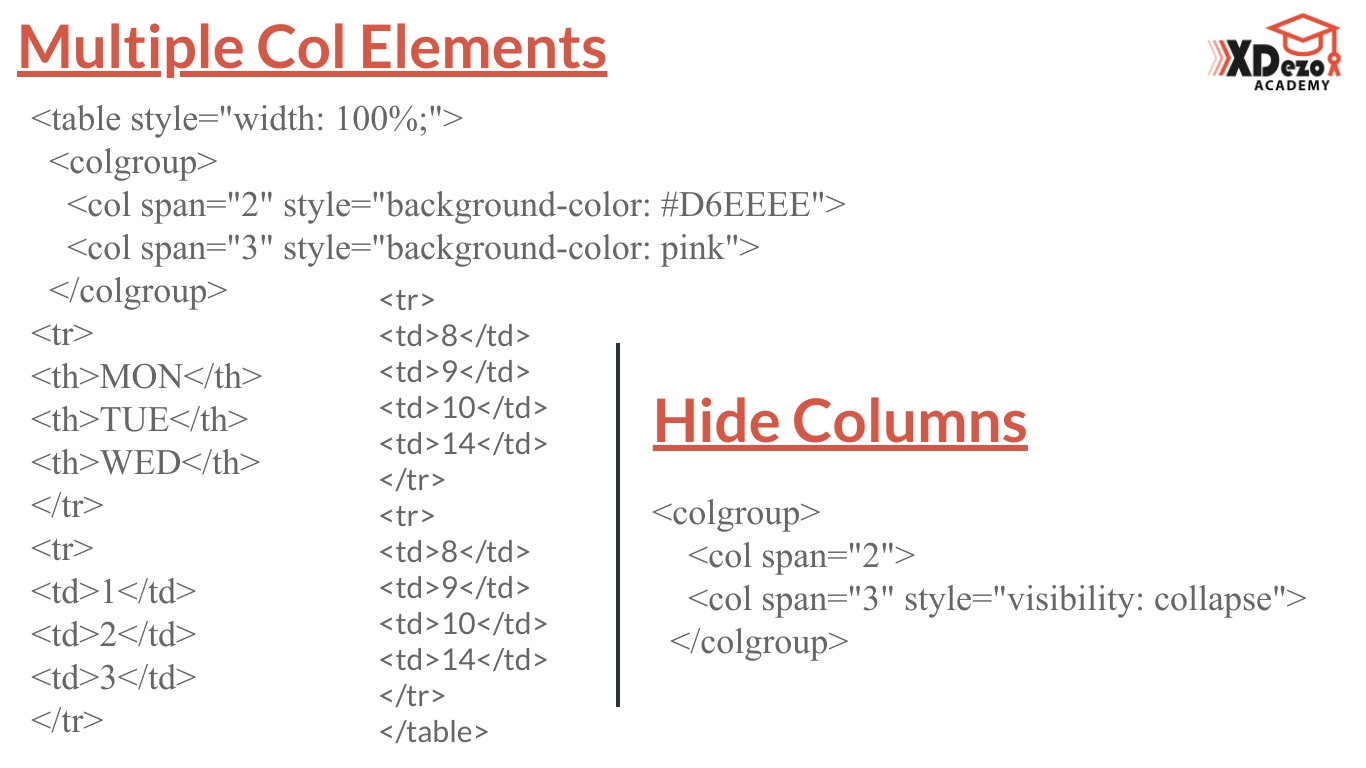 Multiple Col Elements
XDezo
ACADEMY
<table style="width: 100%;">
<colgroup>
<col span="2" style="background-color: #D6EEEE">
<col span="3" style="background-color: pink">
</colgroup>
<tr>
<th>MON</th>
<th>TUE</th>
<th>WED</th>
</tr>
<tr>
<td>1</td>
<td>2</td>
<td>3</td>
</tr>
<tr>
<td>8</td>
<td>9</td>
<td>10</td>
<td>14</td>
</tr>
<tr>
<td>8</td>
<td>9</td>
<td>10</td>
<td>14</td>
</tr>
</table>
Hide Columns
<colgroup>
<col span="2">
<col span="3" style="visibility: collapse">
</colgroup>